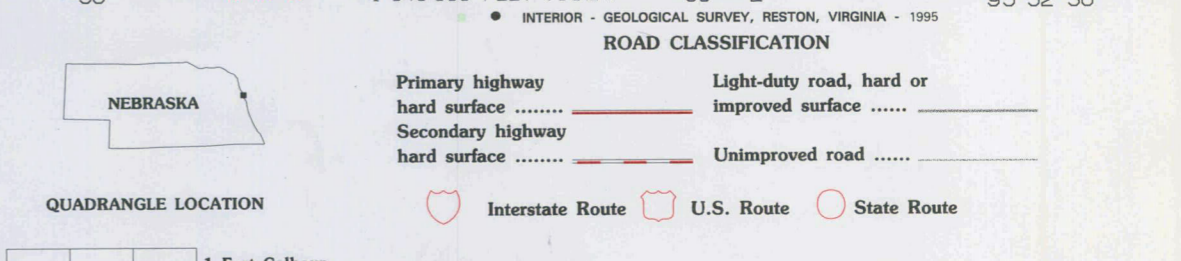 ● INTERIOR - GEOLOGICAL SURVEY, RESTON, VIRGINIA - 1995
ROAD CLASSIFICATION
NEBRASKA
Primary highway
hard surface ........
Light-duty road, hard or
improved surface ......
Secondary highway
hard surface ........
Unimproved road ......
QUADRANGLE LOCATION
Interstate Route
U.S. Route
State Route